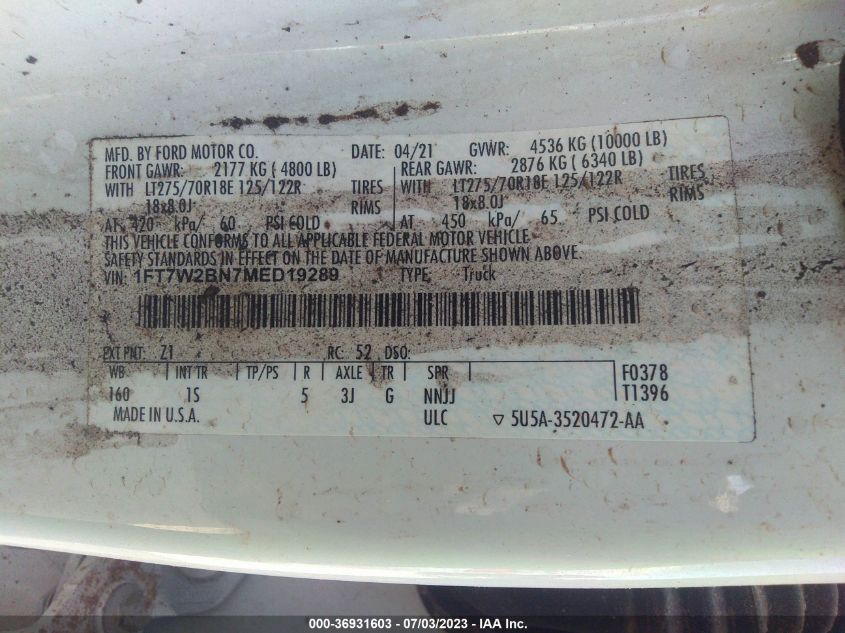 MFD. BY FORD MOTOR CO. DATE: 04/21 GVWR: 4536 KG (10000 LB)
FRONT GAWR: 2177 KG ( 4800 LB) REAR GAWR: 2876 KG ( 6340 LB)
WITH LT275/70R18E 125/122R TIRES WITH LT275/70R18E 125/122R TIRES
18x8.0J RIMS 18x8.0J RIMS
AT 420 kPa/ 60 PSI COLD AT 450 kPa/ 65 PSI COLD
THIS VEHICLE CONFORMS TO ALL APPLICABLE FEDERAL MOTOR VEHICLE
SAFETY STANDARDS IN EFFECT ON THE DATE OF MANUFACTURE SHOWN ABOVE.
VIN: 1FT7W2BN7MED19289 TYPE: Truck
EXT PNT: Z1 RC: 52 DSO:
WB INT TR TP/PS R AXLE TR SPR F0378
160 1S 5 3J G NNJJ T1396
MADE IN U.S.A. ULC ▽ 5U5A-3520472-AA
000-36931603 - 07/03/2023 - IAA Inc.